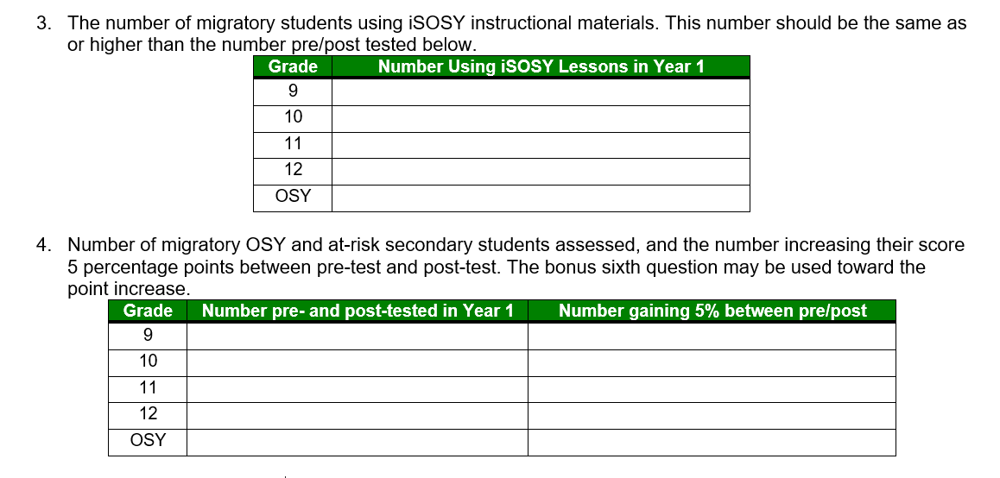 3. The number of migratory students using iSOSY instructional materials. This number should be the same as
or higher than the number pre/post tested below.
Grade Number Using iSOSY Lessons in Year 1
9
10
11
12
OSY
4. Number of migratory OSY and at-risk secondary students assessed, and the number increasing their score
5 percentage points between pre-test and post-test. The bonus sixth question may be used toward the
point increase.
Grade Number pre- and post-tested in Year 1 Number gaining 5% between pre/post
9
10
11
12
OSY